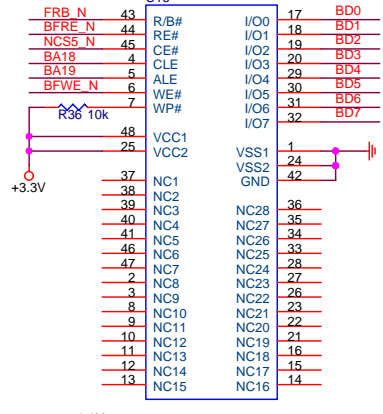 FRB_N 43 R/B# I/O0 17 BD0
BFRE_N 44 RE# I/O1 18 BD1
NCS5_N 45 CE# I/O2 19 BD2
BA18 4 CLE I/O3 20 BD3
BA19 5 ALE I/O4 29 BD4
BFWE_N 6 WE# I/O5 30 BD5
R36 10k 7 WP# I/O6 31 BD6
I/O7 32 BD7
48 VCC1 VSS1 1
25 VCC2 VSS2 24
+3.3V GND 42
37 NC1
38 NC2
39 NC3 NC28 36
40 NC4 NC27 35
41 NC5 NC26 34
46 NC6 NC25 33
47 NC7 NC24 28
2 NC8 NC23 27
3 NC9 NC22 26
8 NC10 NC21 23
9 NC11 NC20 22
10 NC12 NC19 21
11 NC13 NC18 16
12 NC14 NC17 15
13 NC15 NC16 14